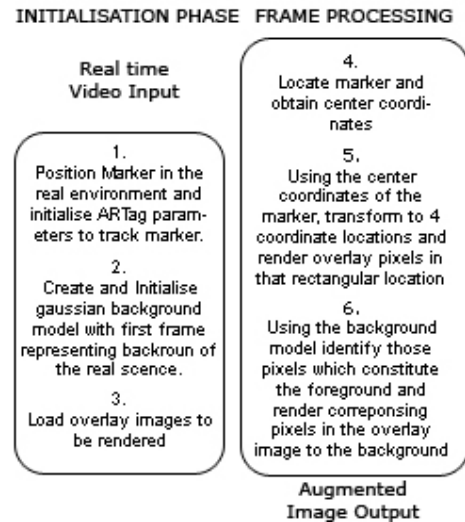 INITIALISATION PHASE
Real time
Video Input
1.
Position Marker in the
real environment and
initialise ARTag param-
eters to track marker.
2.
Create and Initialise
gaussian background
model with first frame
representing backroun of
the real scence.
3.
Load overlay images to
be rendered
FRAME PROCESSING
4.
Locate marker and
obtain center coordi-
nates
5.
Using the center
coordinates of the
marker, transform to 4
coordinate locations and
render overlay pixels in
that rectangular location
6.
Using the background
model identify those
pixels which constitute
the foreground and
render correponsing
pixels in the overlay
image to the background
Augmented
Image Output